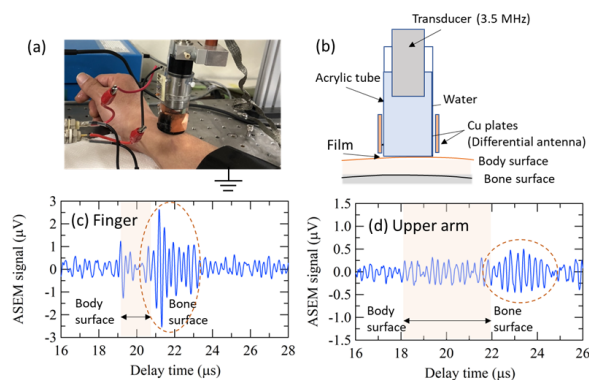 (a)
(b)
Transducer (3.5 MHz)
Acrylic tube
Water
Cu plates
(Differential antenna)
Film
Body surface
Bone surface
(c) Finger
ASEM signal (µV)
3
2
1
0
-1
-2
-3
Body
surface
Bone
surface
16 18 20 22 24 26 28
Delay time (µs)
(d) Upper arm
ASEM signal (µV)
1.5
1.0
0.5
0.0
-0.5
-1.0
-1.5
Body
surface
Bone
surface
16 18 20 22 24 26
Delay time (µs)